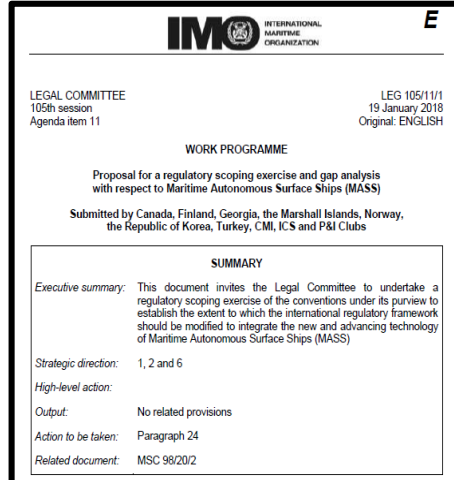 E
IMO
INTERNATIONAL
MARITIME
ORGANIZATION
LEGAL COMMITTEE
105th session
Agenda item 11
LEG 105/11/1
19 January 2018
Original: ENGLISH
WORK PROGRAMME
Proposal for a regulatory scoping exercise and gap analysis
with respect to Maritime Autonomous Surface Ships (MASS)
Submitted by Canada, Finland, Georgia, the Marshall Islands, Norway,
the Republic of Korea, Turkey, CMI, ICS and P&I Clubs
SUMMARY
Executive summary: This document invites the Legal Committee to undertake a
regulatory scoping exercise of the conventions under its purview to
establish the extent to which the international regulatory framework
should be modified to integrate the new and advancing technology
of Maritime Autonomous Surface Ships (MASS)
Strategic direction: 1, 2 and 6
High-level action:
Output: No related provisions
Action to be taken: Paragraph 24
Related document: MSC 98/20/2